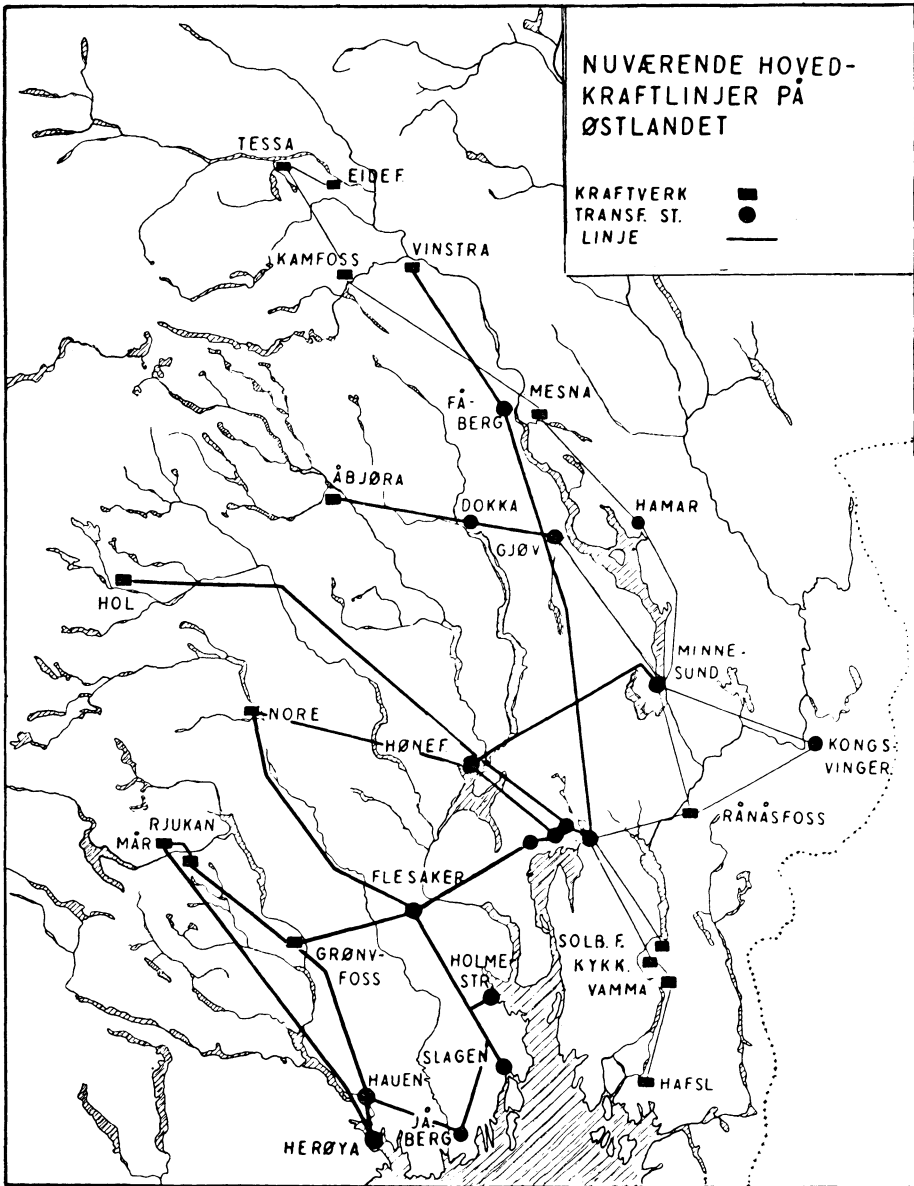 NUVÆRENDE HOVED-
KRAFTLINJER PÅ
ØSTLANDET
KRAFTVERK
TRANSF. ST.
LINJE
TESSA
EIDEF.
KAMFOSS
VINSTRA
FÅ-
BERG
MESNA
ÅBJØRA
DOKKA
GJØV
HAMAR
HOL
MINNE-
SUND
NORE
HØNEF.
KONGS-
VINGER
RÅNÅSFOSS
RJUKAN
MÅR
FLESAKER
GRØNV-
FOSS
SOLB. F.
KYKK.
VAMMA
HOLME
STR.
SLAGEN
HAUEN
JÅ-
BERG
HAFSL
HERØYA